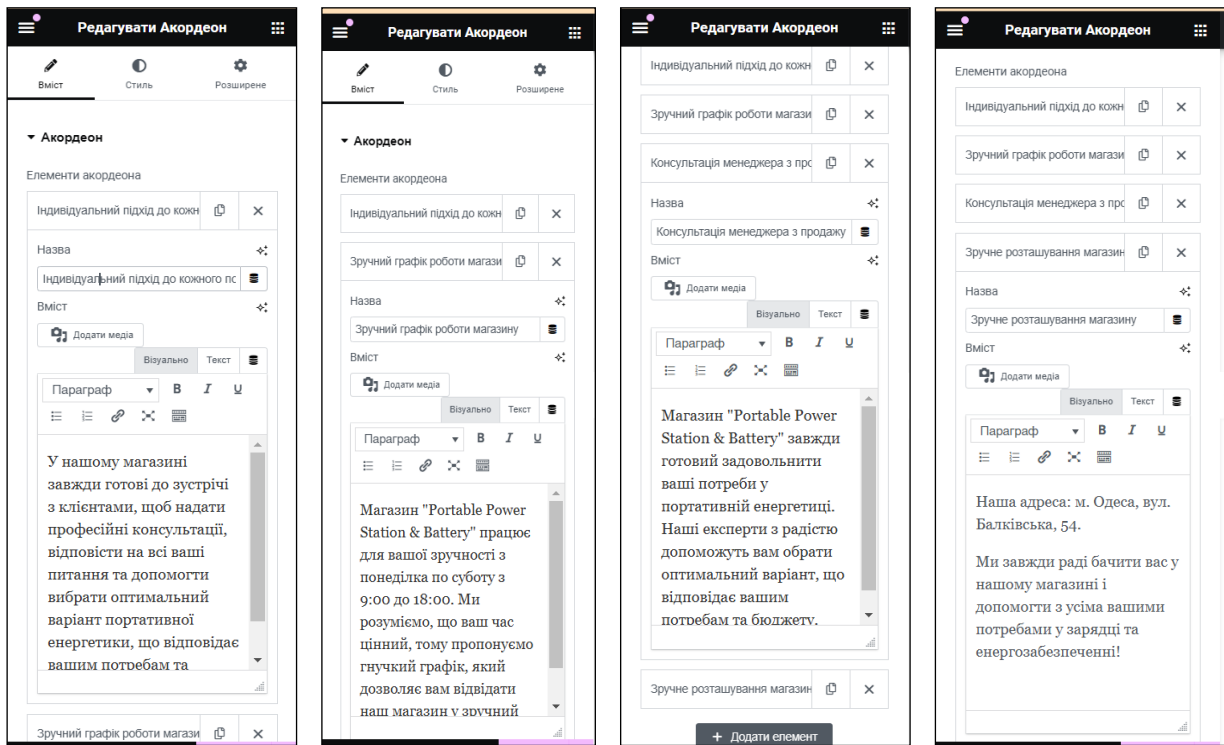 Редагувати Акордеон
Вміст
Стиль
Розширене
Акордеон
Елементи акордеона
Індивідуальний підхід до кожн
Назва
Індивідуальний підхід до кожного по
Вміст
Додати медіа
Візуально Текст
Параграф B I U
У нашому магазині
завжди готові до зустрічі
з клієнтами, щоб надати
професійні консультації,
відповісти на всі ваші
питання та допомогти
вибрати оптимальний
варіант портативної
енергетики, що відповідає
вашим потребам та
Зручний графік роботи магази
Редагувати Акордеон
Вміст
Стиль
Розширене
Акордеон
Елементи акордеона
Індивідуальний підхід до кожн
Зручний графік роботи магази
Назва
Зручний графік роботи магазину
Вміст
Додати медіа
Візуально Текст
Параграф B I U
Магазин "Portable Power
Station & Battery" працює
для вашої зручності з
понеділка по суботу з
9:00 до 18:00. Ми
розуміємо, що ваш час
цінний, тому пропонуємо
гнучкий графік, який
дозволяє вам відвідати
наш магазин у зручний
Редагувати Акордеон
Індивідуальний підхід до кожн
Зручний графік роботи магази
Консультація менеджера з про
Назва
Консультація менеджера з продажу
Вміст
Додати медіа
Візуально Текст
Параграф B I U
Магазин "Portable Power
Station & Battery" завжди
готовий задовольнити
ваші потреби у
портативній енергетиці.
Наші експерти з радістю
допоможуть вам обрати
оптимальний варіант, що
відповідає вашим
потребам та бюджету.
Зручне розташування магазин
+ Додати елемент
Редагувати Акордеон
Елементи акордеона
Індивідуальний підхід до кожн
Зручний графік роботи магази
Консультація менеджера з про
Зручне розташування магазин
Назва
Зручне розташування магазину
Вміст
Додати медіа
Візуально Текст
Параграф B I U
Наша адреса: м. Одеса, вул.
Балківська, 54.
Ми завжди раді бачити вас у
нашому магазині і
допомогти з усіма вашими
потребами у зарядці та
енергозабезпеченні!